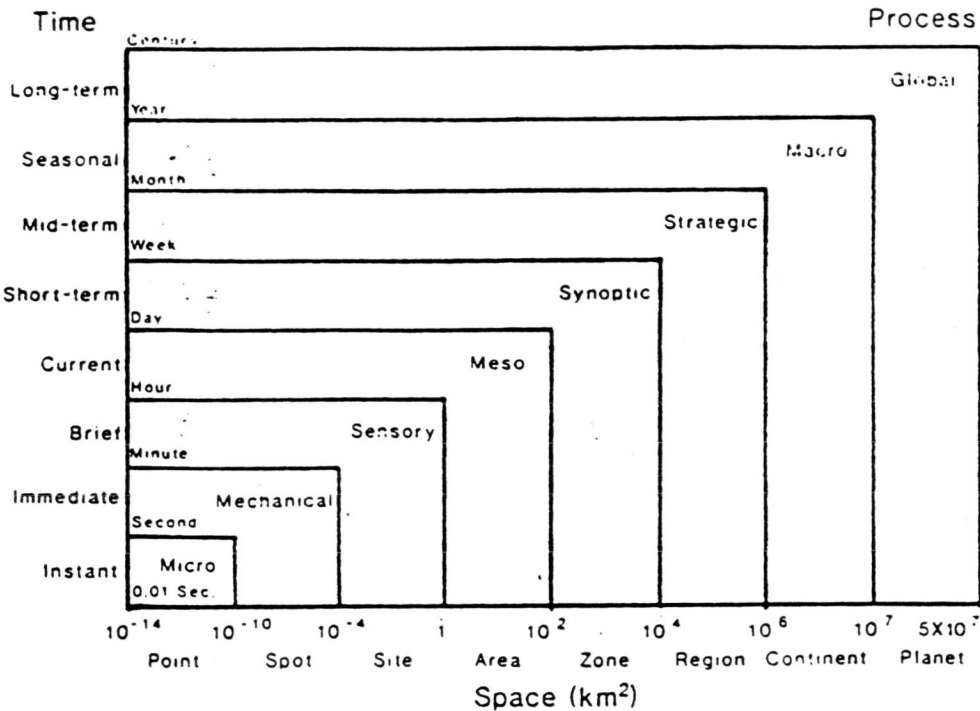 Time Process
Century
Global
Long-term
Year
Macro
Seasonal
Month
Strategic
Mid-term
Week
Synoptic
Short-term
Day
Meso
Current
Hour
Sensory
Brief
Minute
Mechanical
Immediate
Second
Micro
Instant
0.01 Sec.
10-14 10-10 10-4 1 102 104 106 107 5X10-7
Point Spot Site Area Zone Region Continent Planet
Space (km2)